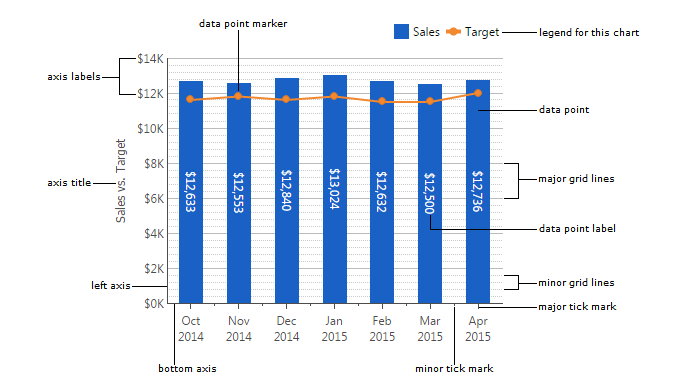 data point marker
Sales Target
legend for this chart
$14K
axis labels
$12K
data point
$10K
$8K
major grid lines
axis title
Sales vs. Target
$6K
$12,633
$12,553
$12,840
$13,024
$12,632
$12,500
$12,736
$4K
data point label
$2K
minor grid lines
left axis
$0K
major tick mark
Oct Nov Dec Jan Feb Mar Apr
2014 2014 2014 2015 2015 2015 2015
bottom axis
minor tick mark